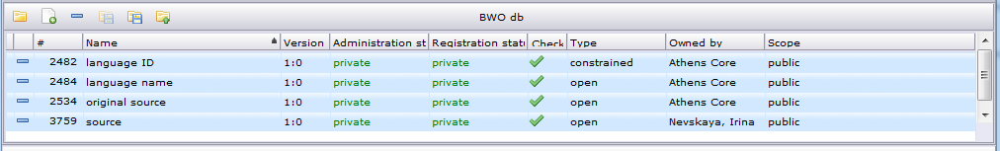 BWO db
# Name Version Administration st Registration statu Check Type Owned by Scope
2482 language ID 1:0 private private constrained Athens Core public
2484 language name 1:0 private private open Athens Core public
2534 original source 1:0 private private open Athens Core public
3759 source 1:0 private private open Nevskaya, Irina public